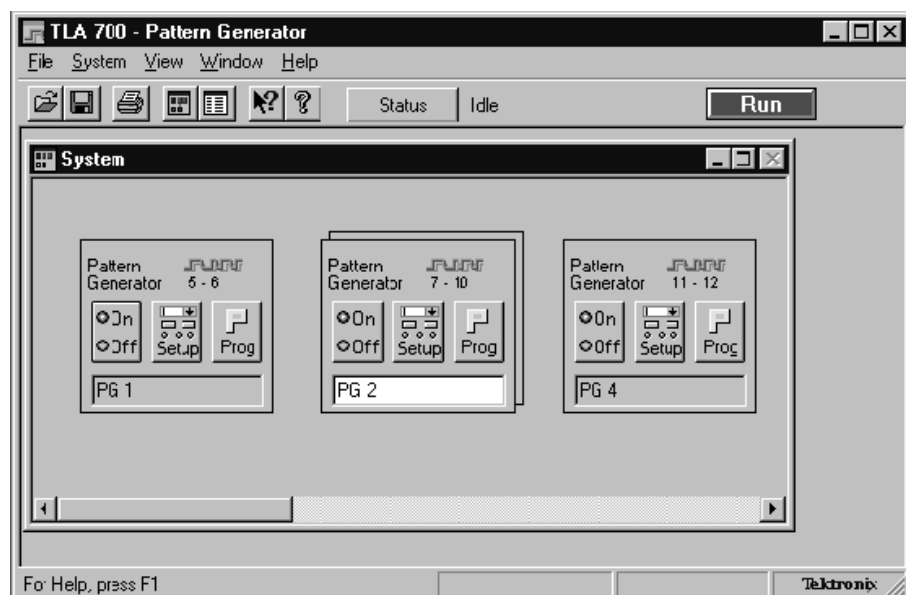 TLA 700 - Pattern Generator
File System View Window Help
Status Idle Run
System
Pattern Generator 5 - 6
On
Off
Setup
Prog
PG 1
Pattern Generator 7 - 10
On
Off
Setup
Prog
PG 2
Pattern Generator 11 - 12
On
Off
Setup
Prog
PG 4
For Help, press F1
Tektronix